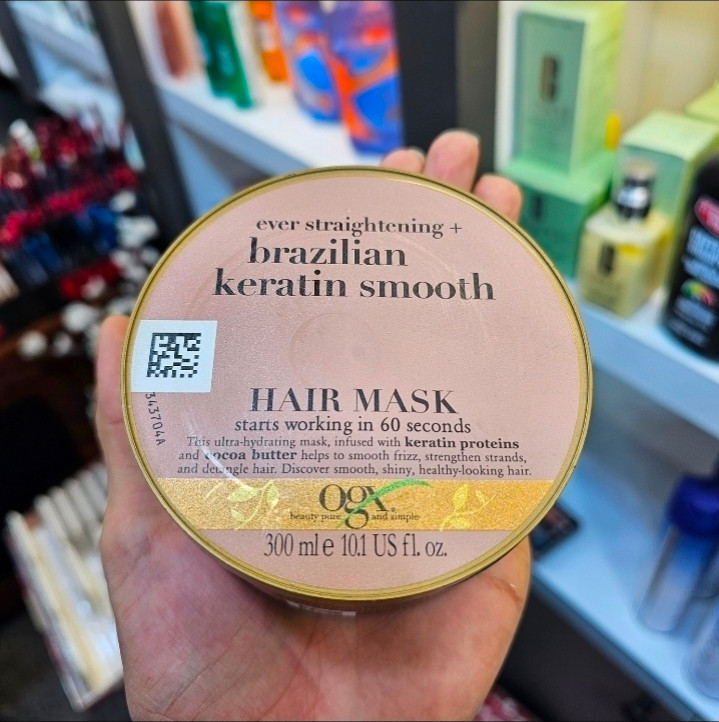 ever straightening +
brazilian
keratin smooth
343704A
HAIR MASK
starts working in 60 seconds
This ultra-hydrating mask, infused with keratin proteins
and cocoa butter helps to smooth frizz, strengthen strands,
and detangle hair. Discover smooth, shiny, healthy-looking hair.
ogx
beauty pure and simple
300 ml e 10.1 US fl. oz.